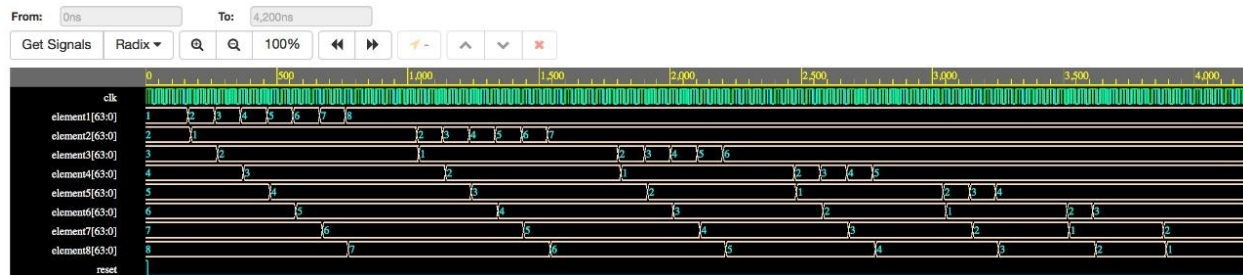 From: 0ns To: 4,200ns
Get Signals Radix 100% -
0 500 1,000 1,500 2,000 2,500 3,000 3,500 4,000
clk
element1[63:0] 1 2 3 4 5 6 7 8
element2[63:0] 2 1 2 3 4 5 6 7
element3[63:0] 3 2 1 2 3 4 5 6
element4[63:0] 4 3 2 1 2 3 4 5
element5[63:0] 5 4 3 2 1 2 3 4
element6[63:0] 6 5 4 3 2 1 2 3
element7[63:0] 7 6 5 4 3 2 1 2
element8[63:0] 8 7 6 5 4 3 2 1
reset